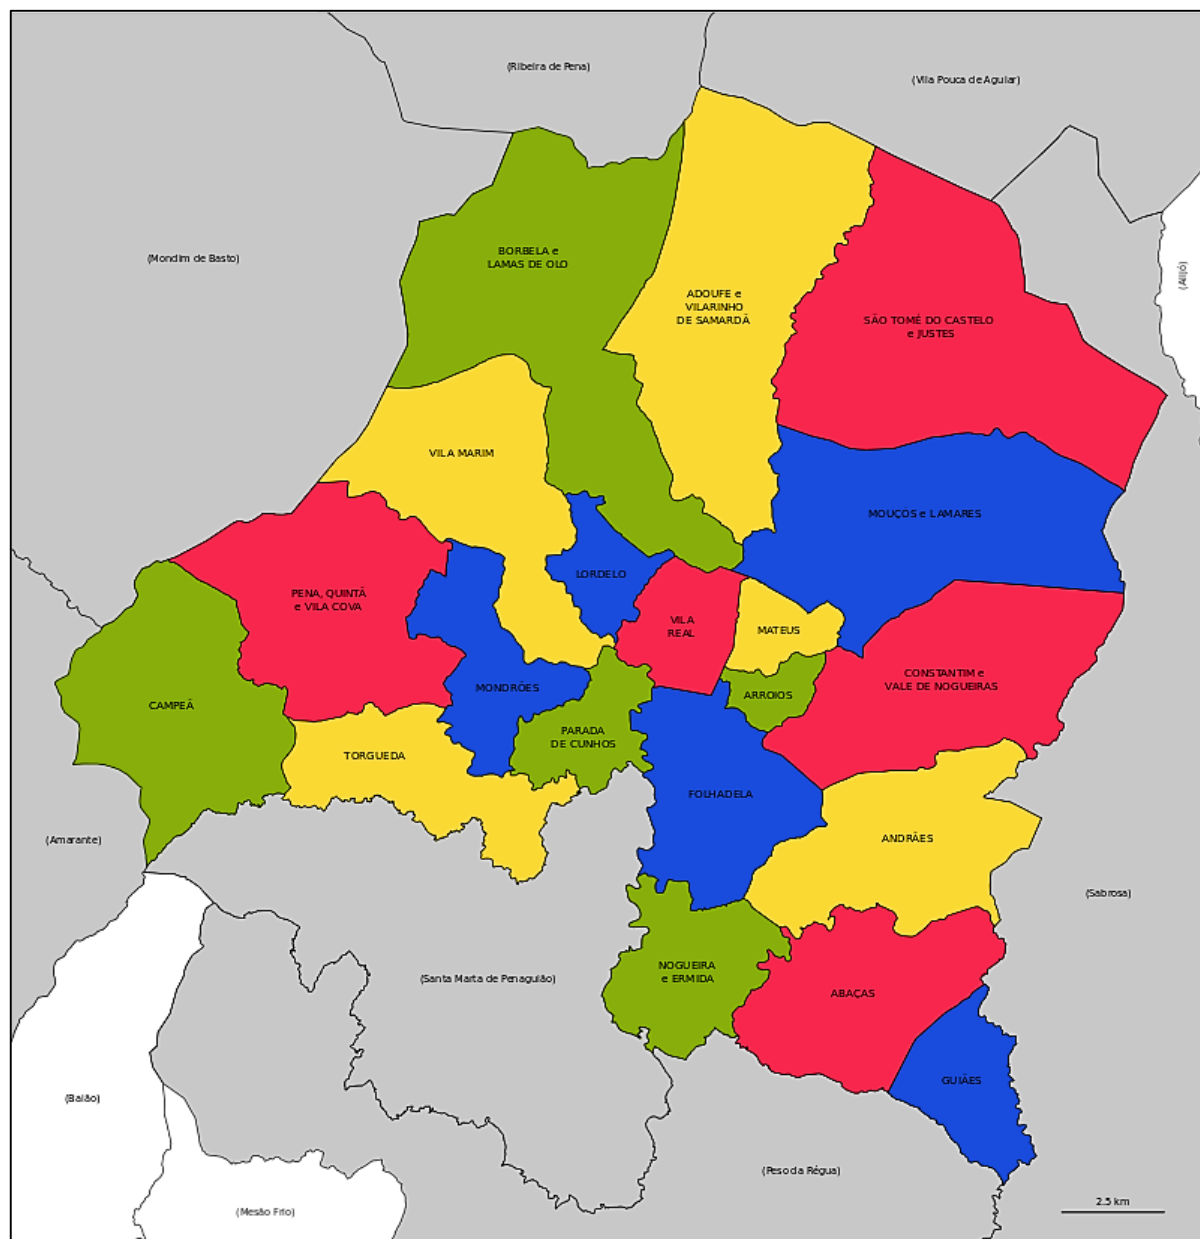 (Ribeira de Pena)
(Vila Pouca de Aguiar)
(Mondim de Basto)
BORBELA e
LAMAS DE OLO
(Alijó)
ADOUFE e
VILARINHO
DE SAMARDÃ
SÃO TOMÉ DO CASTELO
e JUSTES
VILA MARIM
MOUÇOS e LAMARES
LORDELO
PENA, QUINTÃ
e VILA COVA
VILA
REAL
MATEUS
CONSTANTIM e
VALE DE NOGUEIRAS
MONDRÕES
ARROIOS
CAMPEÃ
PARADA
DE CUNHOS
TORGUEDA
FOLHADELA
(Amarante)
ANDRÃES
(Sabrosa)
(Santa Marta de Penaguião)
NOGUEIRA
e ERMIDA
ABAÇAS
GUIÃES
(Baião)
(Peso da Régua)
(Mesão Frio)
2.5 km